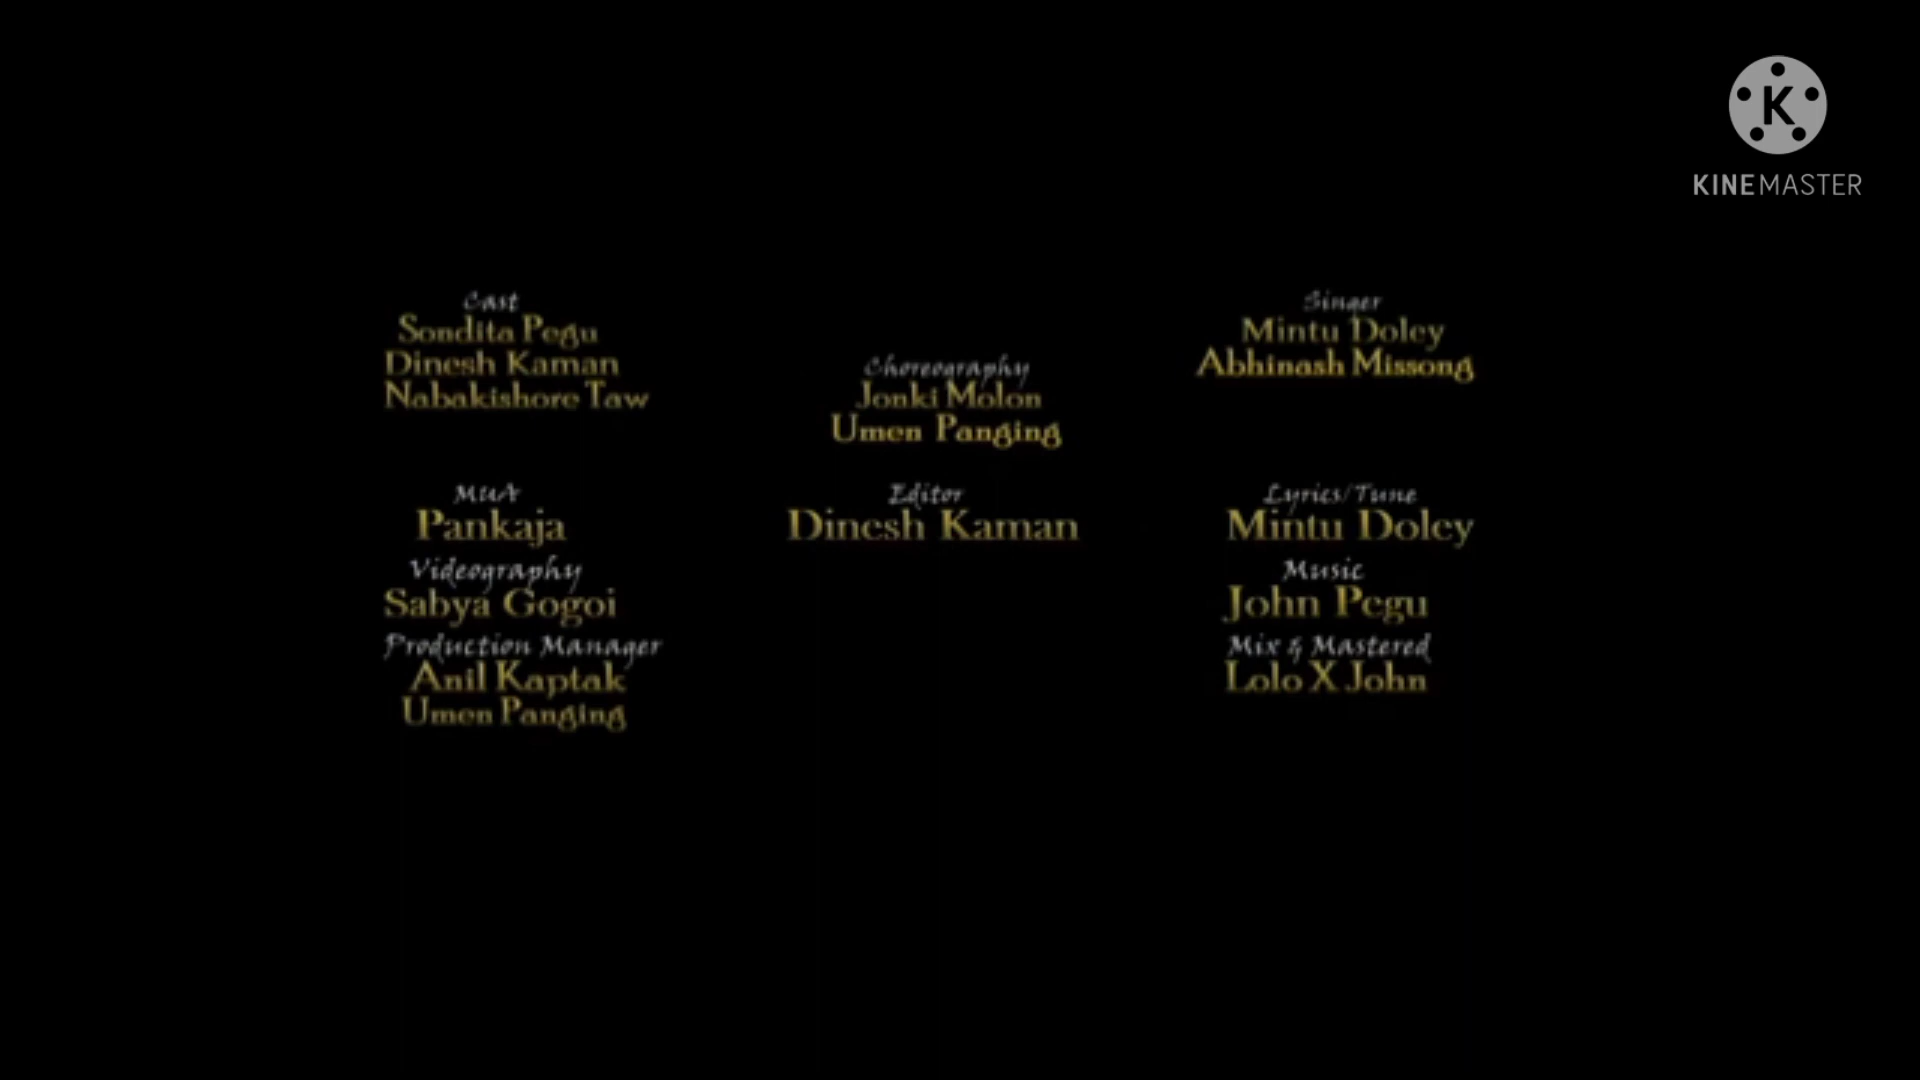 KINEMASTER
Cast
Sondita Pegu
Dinesh Kaman
Nabakishore Taw
Choreography
Jonki Molon
Umen Panging
Singer
Mintu Doley
Abhinash Missong
MUA
Pankaja
Videography
Sabya Gogoi
Production Manager
Anil Kaptak
Umen Panging
Editor
Dinesh Kaman
Lyrics/Tune
Mintu Doley
Music
John Pegu
Mix & Mastered
Lolo X John